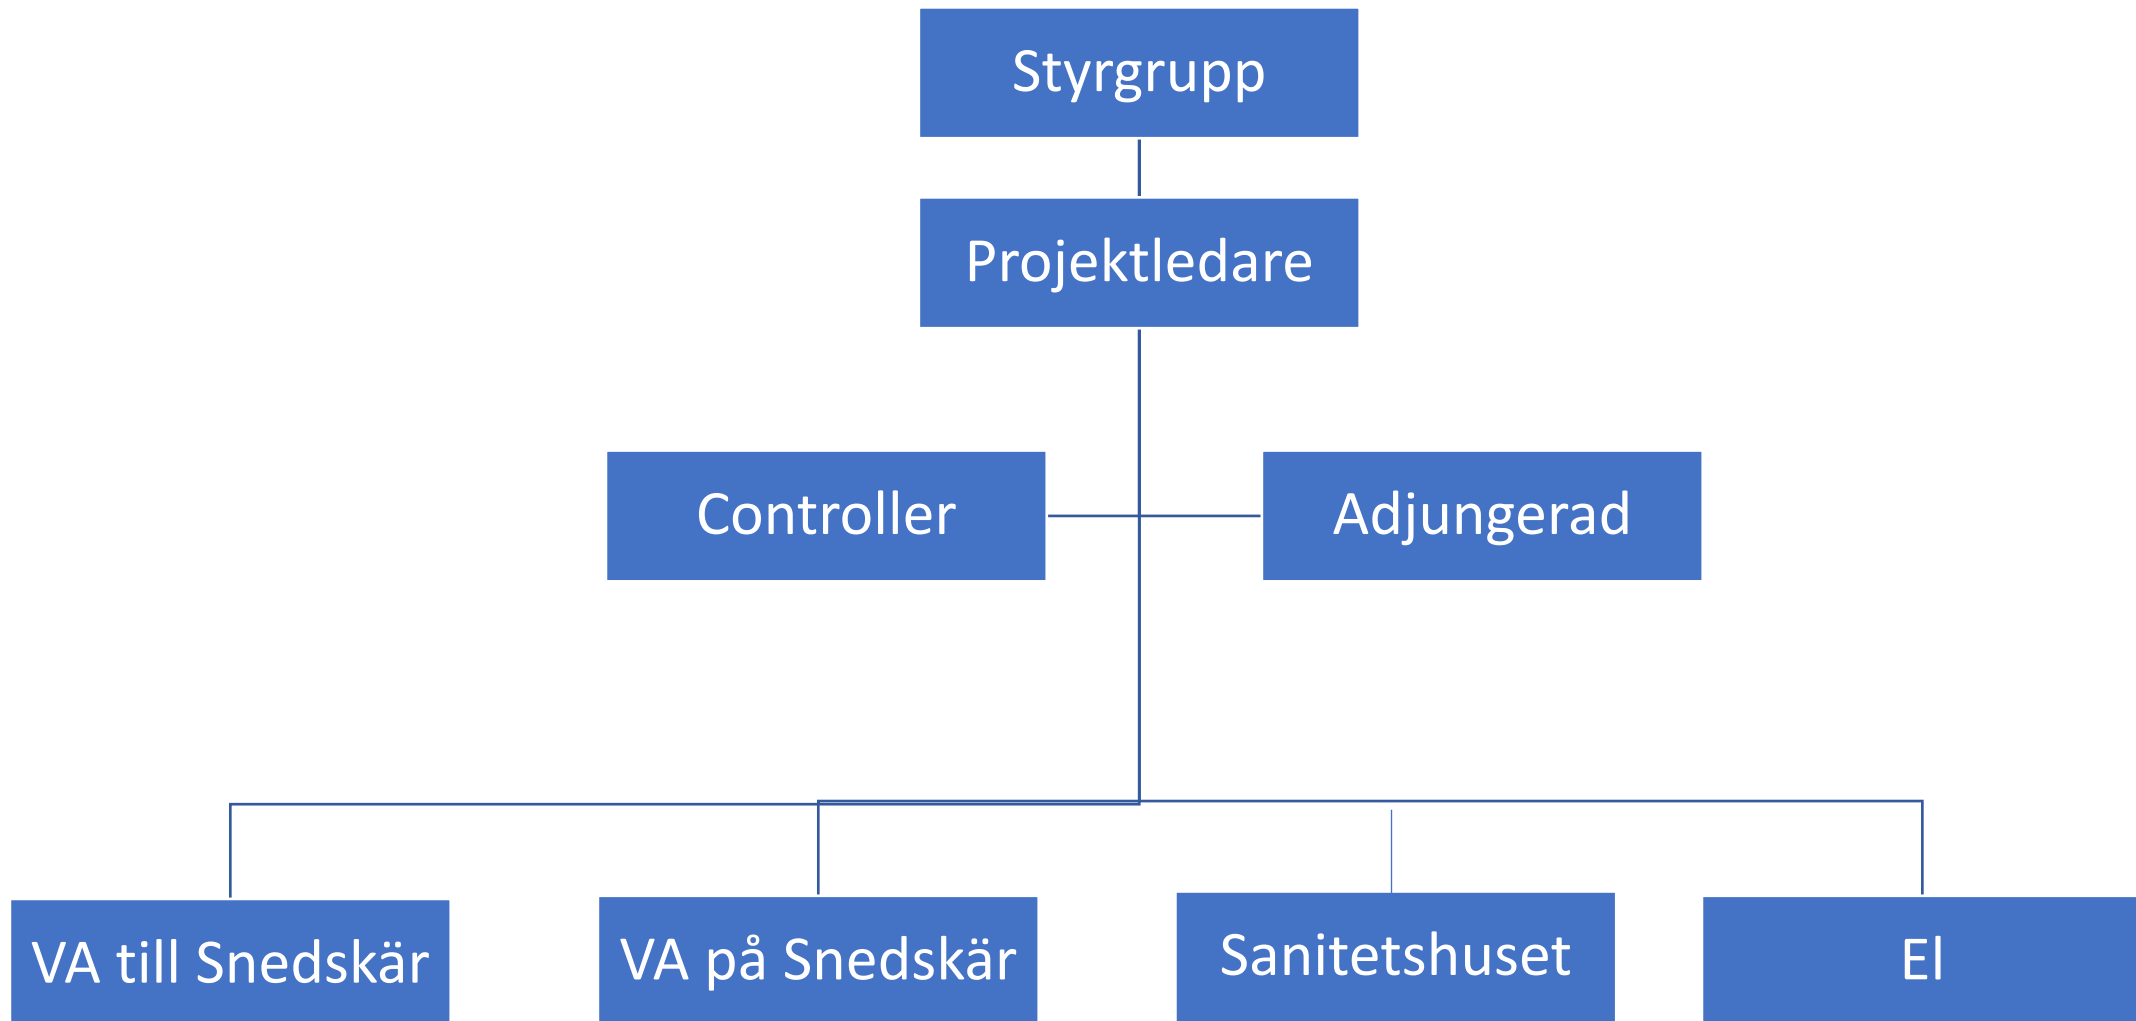 Styrgrupp
Projektledare
Controller
Adjungerad
VA till Snedskär
VA på Snedskär
Sanitetshuset
El